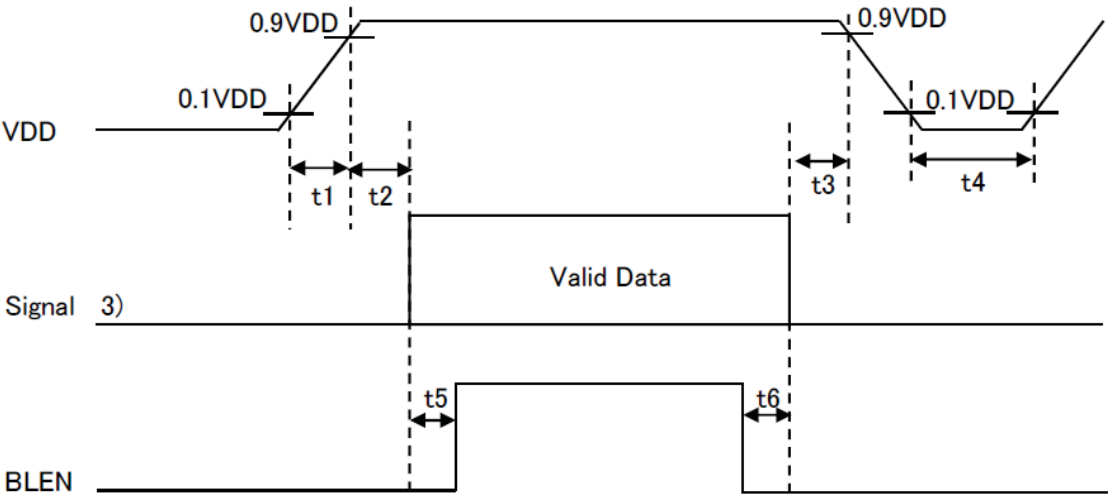 0.9VDD
0.9VDD
0.1VDD
0.1VDD
VDD
t1
t2
t3
t4
Valid Data
Signal 3)
t5
t6
BLEN